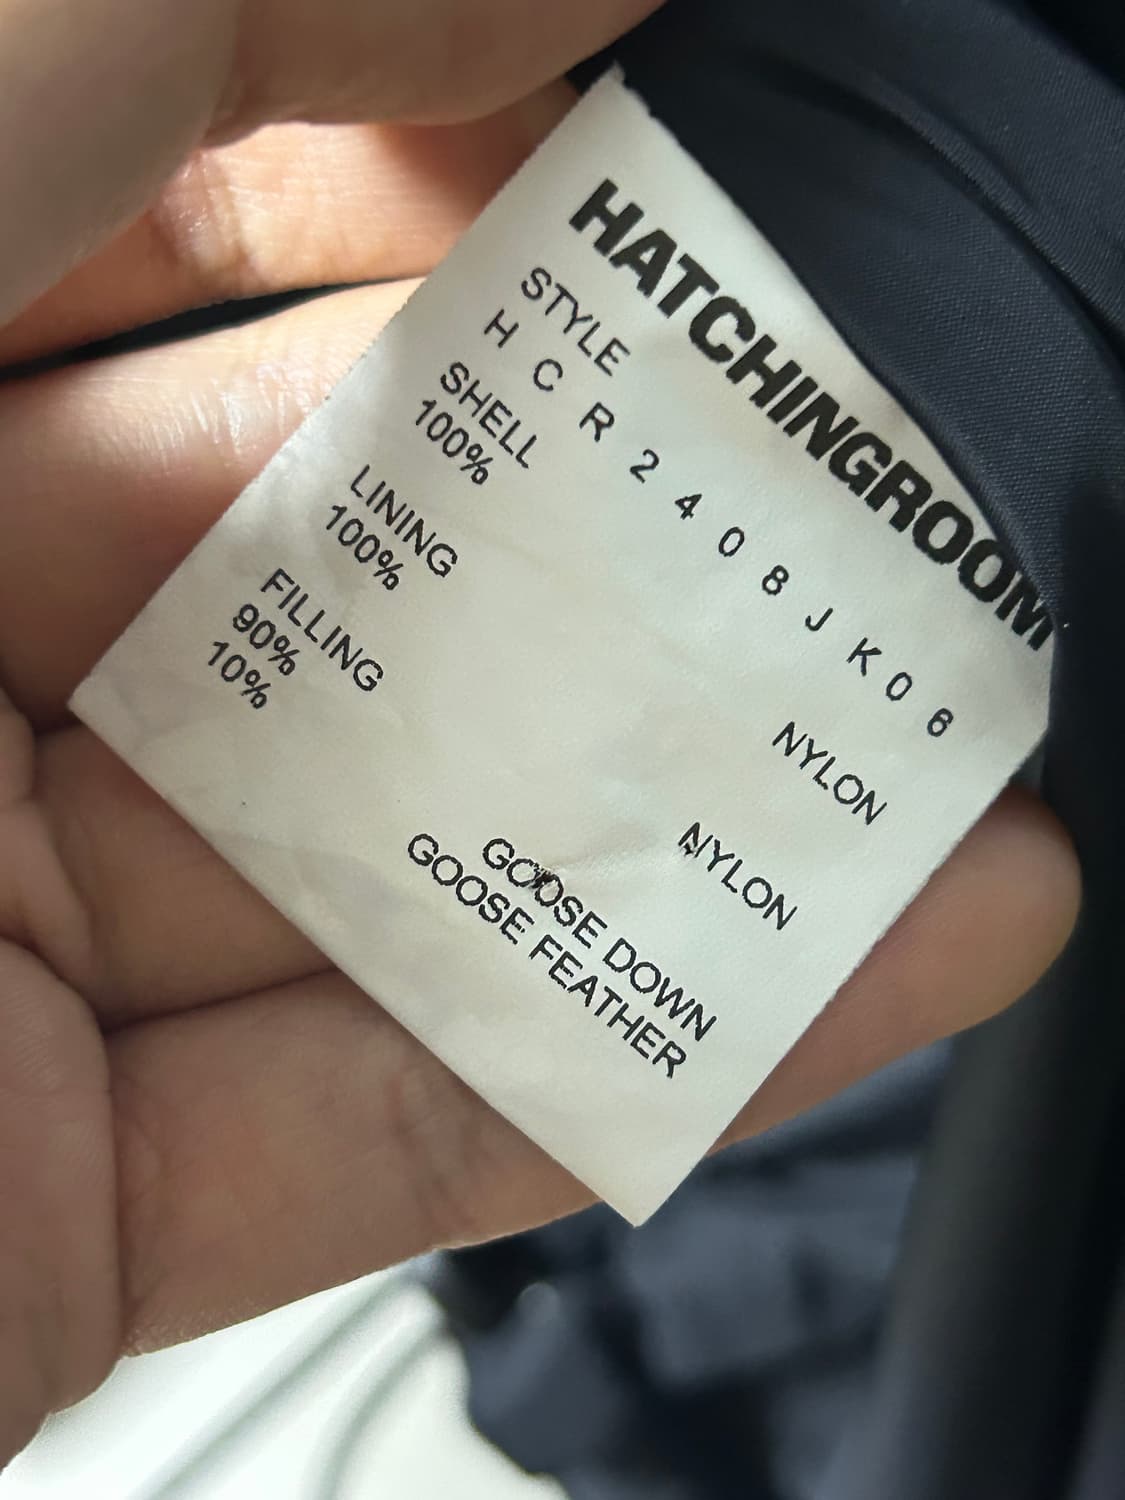 HATCHINGROOM
STYLE
H C R 2 4 0 8 J K 0 6
SHELL
100% NYLON
LINING
100% NYLON
FILLING
90% GOOSE DOWN
10% GOOSE FEATHER